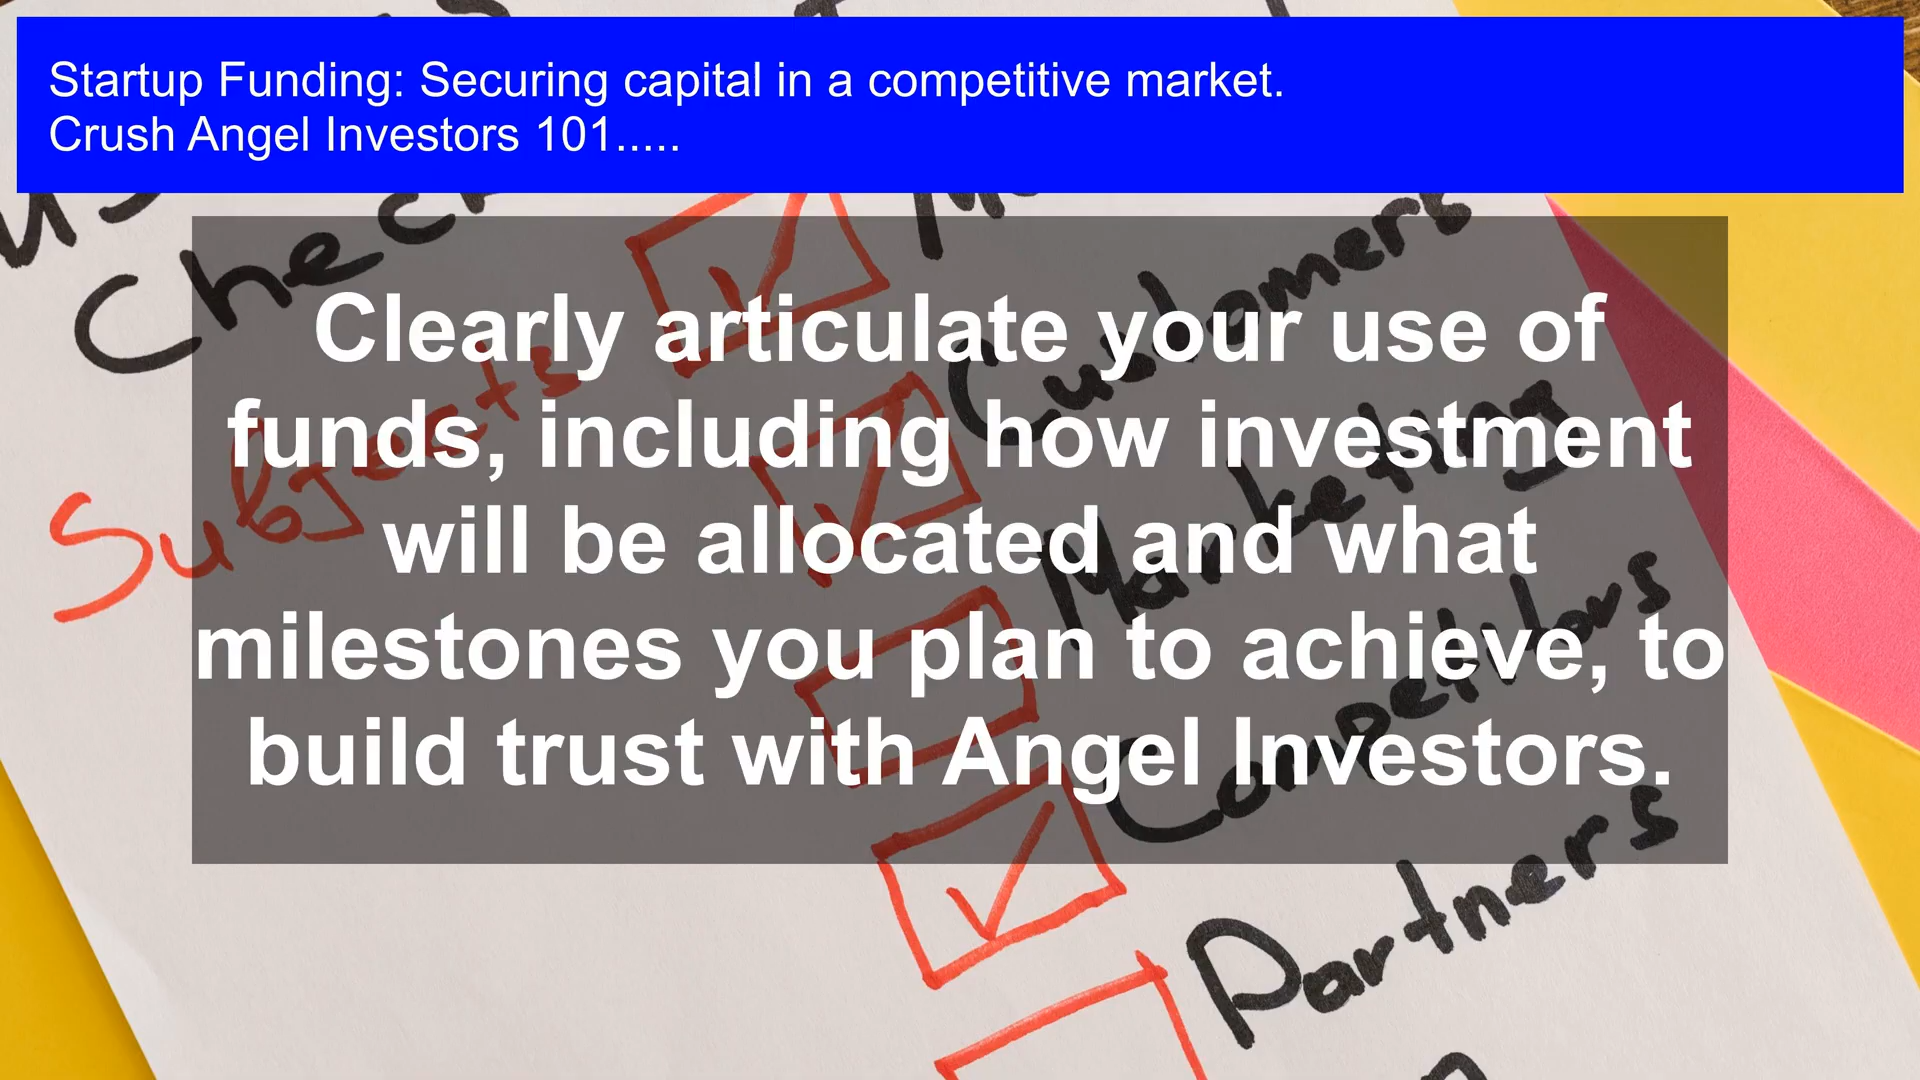 Startup Funding: Securing capital in a competitive market.
Crush Angel Investors 101.....
Clearly articulate your use of
funds, including how investment
will be allocated and what
milestones you plan to achieve, to
build trust with Angel Investors.
Subjects
Customers
Marketing
Competitors
Partners